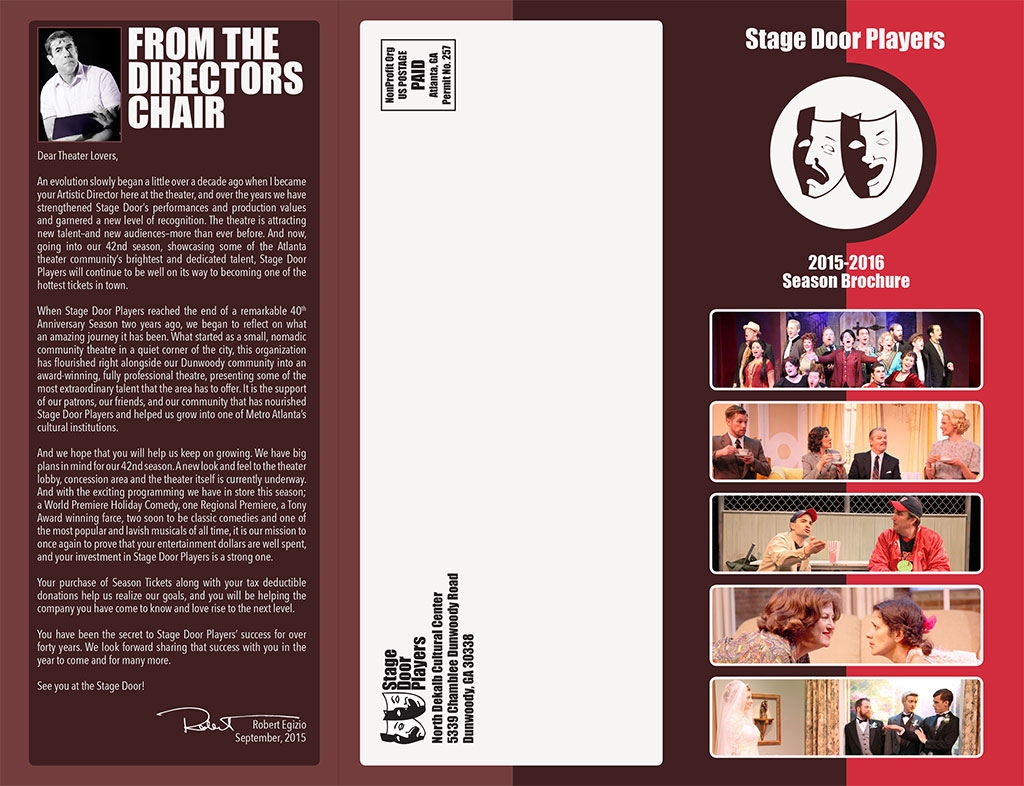 FROM THE
DIRECTORS
CHAIR
Dear Theater Lovers,
An evolution slowly began a little over a decade ago when I became
your Artistic Director here at the theater, and over the years we have
strengthened Stage Door's performances and production values
and garnered a new level of recognition. The theatre is attracting
new talent–and new audiences–more than ever before. And now,
going into our 42nd season, showcasing some of the Atlanta
theater community's brightest and dedicated talent, Stage Door
Players will continue to be well on its way to becoming one of the
hottest tickets in town.
When Stage Door Players reached the end of a remarkable 40th
Anniversary Season two years ago, we began to reflect on what
an amazing journey it has been. What started as a small, nomadic
community theatre in a quiet corner of the city, this organization
has flourished right alongside our Dunwoody community into an
award-winning, fully professional theatre, presenting some of the
most extraordinary talent that the area has to offer. It is the support
of our patrons, our friends, and our community that has nourished
Stage Door Players and helped us grow into one of Metro Atlanta's
cultural institutions.
And we hope that you will help us keep on growing. We have big
plans in mind for our 42nd season. A new look and feel to the theater
lobby, concession area and the theater itself is currently underway.
And with the exciting programming we have in store this season;
a World Premiere Holiday Comedy, one Regional Premiere, a Tony
Award winning farce, two soon to be classic comedies and one of
the most popular and lavish musicals of all time, it is our mission to
once again to prove that your entertainment dollars are well spent,
and your investment in Stage Door Players is a strong one.
Your purchase of Season Tickets along with your tax deductible
donations help us realize our goals, and you will be helping the
company you have come to know and love rise to the next level.
You have been the secret to Stage Door Players' success for over
forty years. We look forward sharing that success with you in the
year to come and for many more.
See you at the Stage Door!
Robert
Robert Egizio
September, 2015
NonProfit Org
US POSTAGE
PAID
Atlanta, GA
Permit No. 257
Stage
Door
Players
North Dekalb Cultural Center
5339 Chamblee Dunwoody Road
Dunwoody, GA 30338
Stage Door Players
2015-2016
Season Brochure